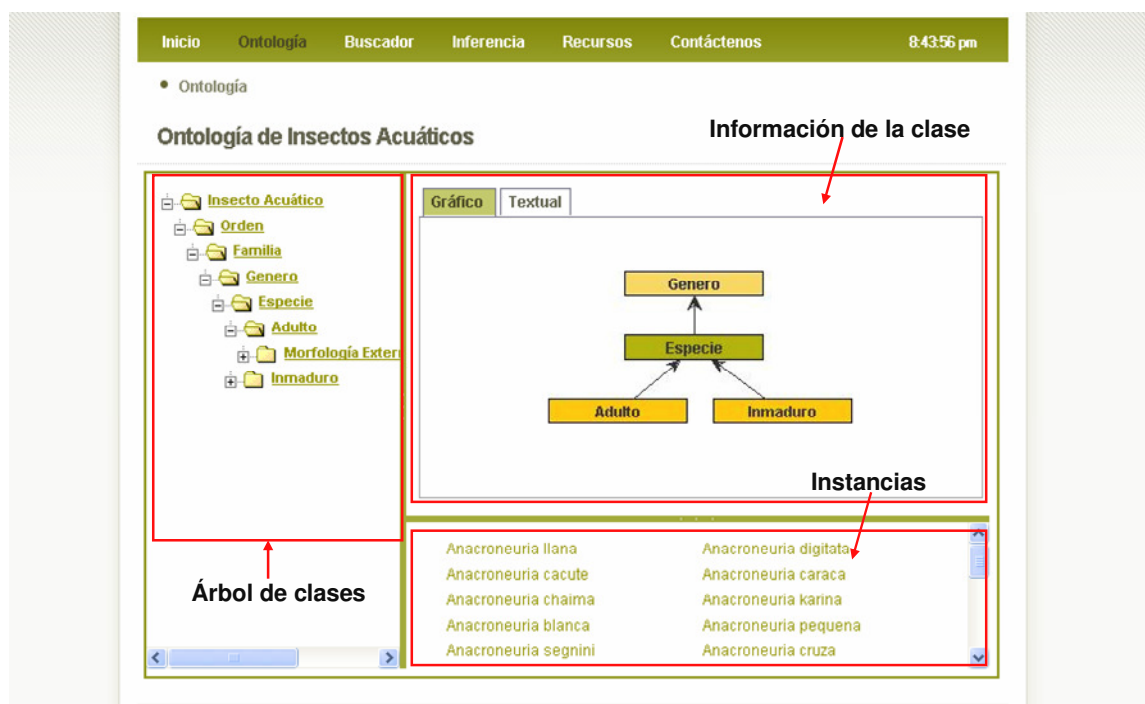 Inicio Ontología Buscador Inferencia Recursos Contáctenos 8:43:56 pm
Ontología
Ontología de Insectos Acuáticos
Información de la clase
Insecto Acuático
Orden
Familia
Genero
Especie
Adulto
Morfología Extern
Inmaduro
Árbol de clases
Gráfico Textual
Genero
Especie
Adulto Inmaduro
Instancias
Anacroneuria llana Anacroneuria digitata
Anacroneuria cacute Anacroneuria caraca
Anacroneuria chaima Anacroneuria karina
Anacroneuria blanca Anacroneuria pequena
Anacroneuria segnini Anacroneuria cruza